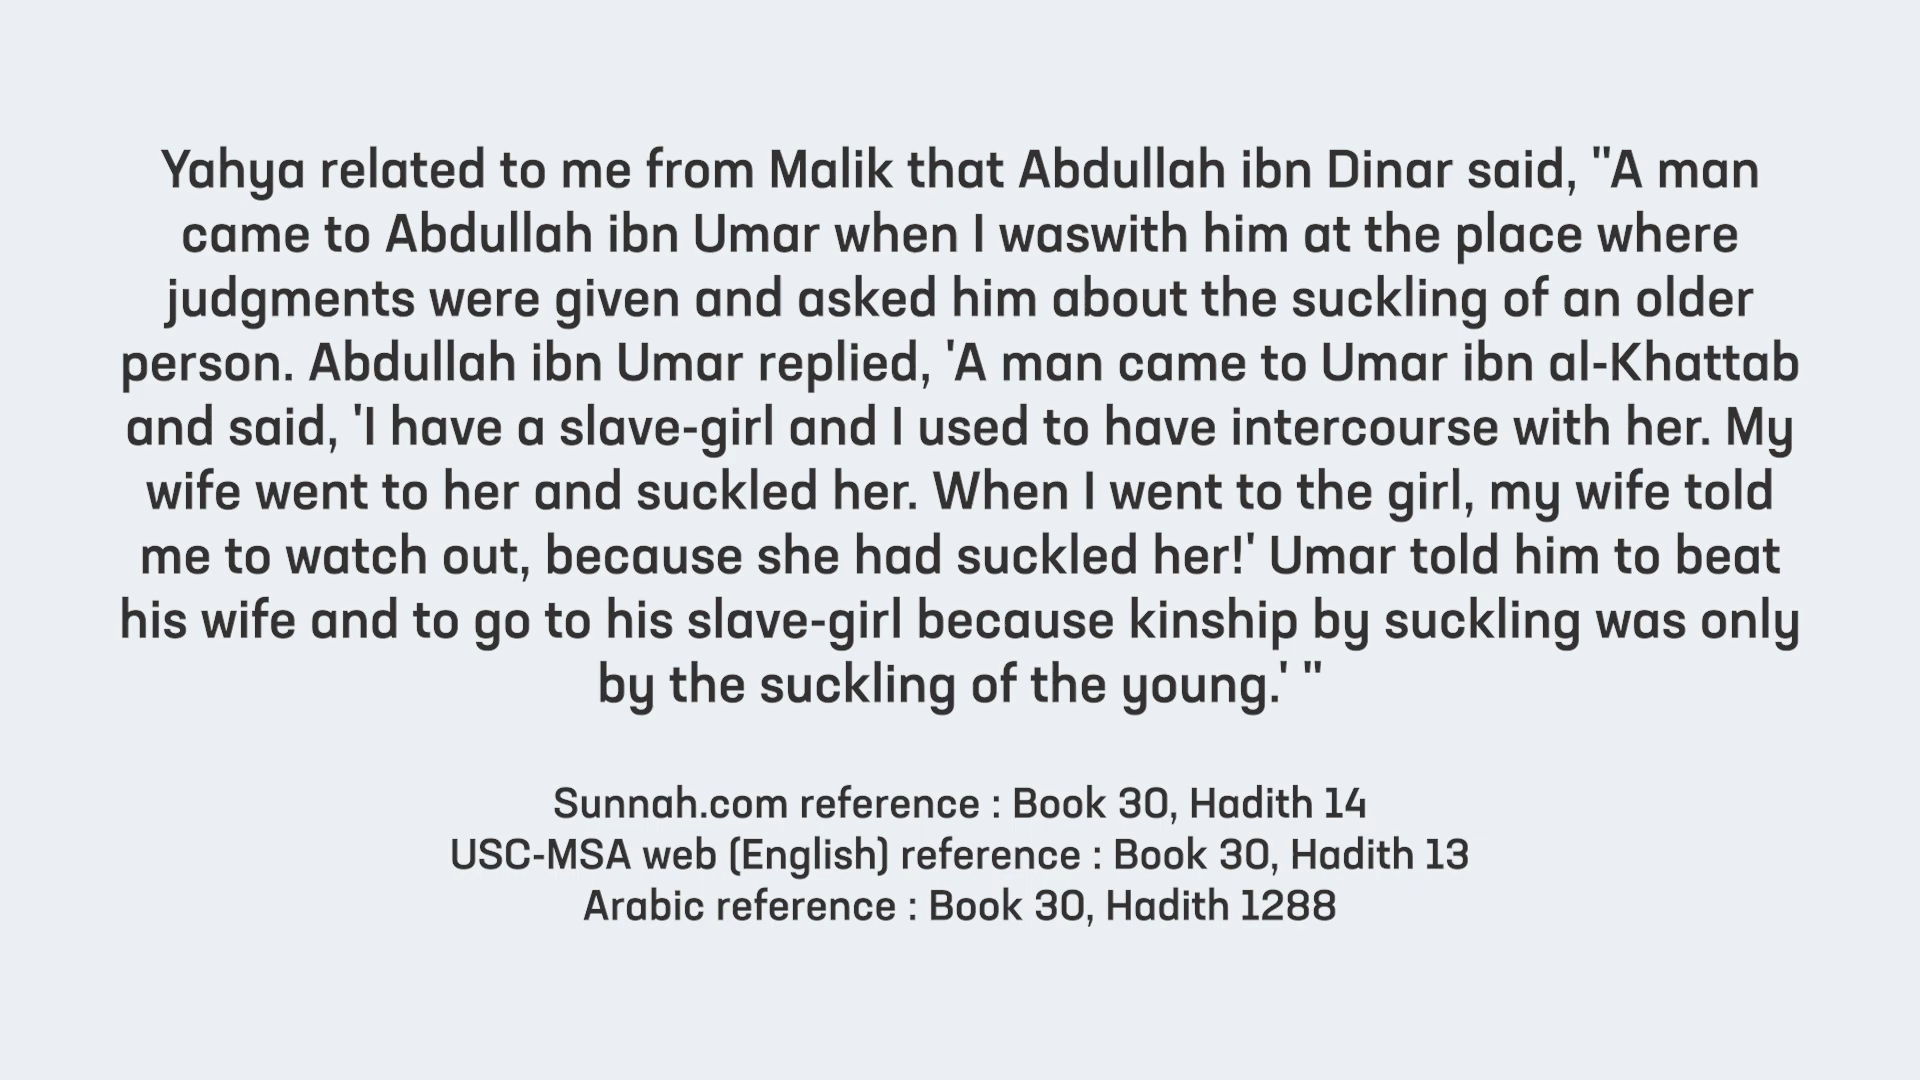 Yahya related to me from Malik that Abdullah ibn Dinar said, "A man
came to Abdullah ibn Umar when I waswith him at the place where
judgments were given and asked him about the suckling of an older
person. Abdullah ibn Umar replied, 'A man came to Umar ibn al-Khattab
and said, 'I have a slave-girl and I used to have intercourse with her. My
wife went to her and suckled her. When I went to the girl, my wife told
me to watch out, because she had suckled her!' Umar told him to beat
his wife and to go to his slave-girl because kinship by suckling was only
by the suckling of the young.' "
Sunnah.com reference : Book 30, Hadith 14
USC-MSA web (English) reference : Book 30, Hadith 13
Arabic reference : Book 30, Hadith 1288